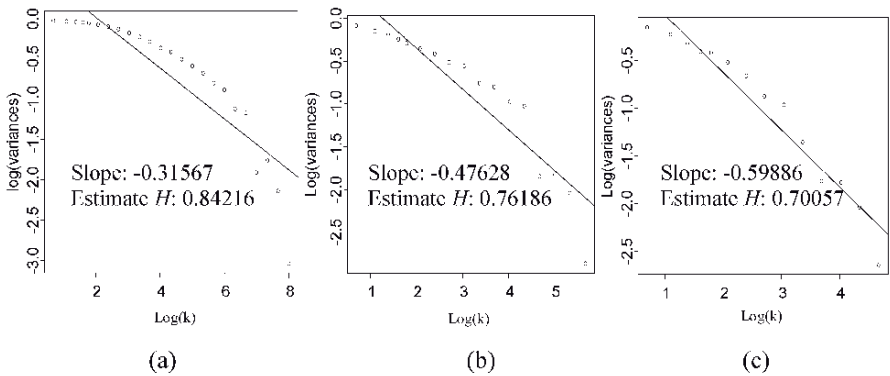 log(variances)
0.0
-0.5
-1.0
-1.5
-2.0
-2.5
-3.0
Slope: -0.31567
Estimate H: 0.84216
2 4 6 8
Log(k)
(a)
Log(variances)
0.0
-0.5
-1.0
-1.5
-2.0
Slope: -0.47628
Estimate H: 0.76186
1 2 3 4 5
Log(k)
(b)
Log(variances)
-0.5
-1.0
-1.5
-2.0
-2.5
Slope: -0.59886
Estimate H: 0.70057
1 2 3 4
Log(k)
(c)